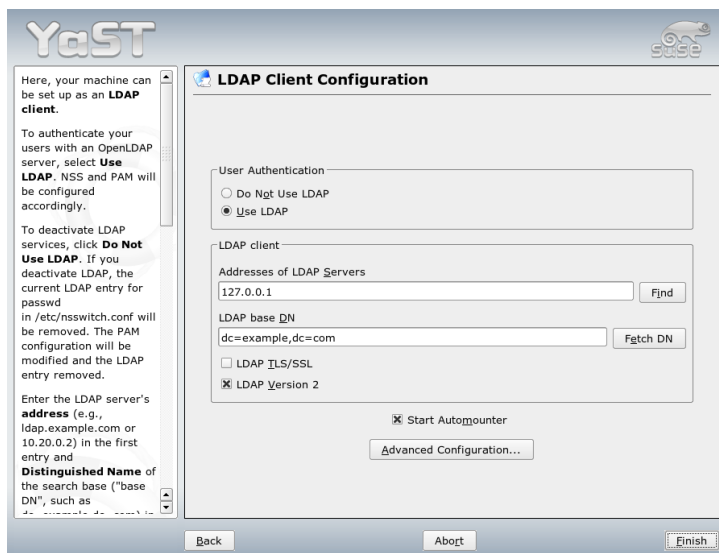 YaST
SUSE
Here, your machine can
be set up as an LDAP
client.
To authenticate your
users with an OpenLDAP
server, select Use
LDAP. NSS and PAM will
be configured
accordingly.
To deactivate LDAP
services, click Do Not
Use LDAP. If you
deactivate LDAP, the
current LDAP entry for
passwd
in /etc/nsswitch.conf will
be removed. The PAM
configuration will be
modified and the LDAP
entry removed.
Enter the LDAP server's
address (e.g.,
ldap.example.com or
10.20.0.2) in the first
entry and
Distinguished Name of
the search base ("base
DN", such as
LDAP Client Configuration
User Authentication
Do Not Use LDAP
Use LDAP
LDAP client
Addresses of LDAP Servers
127.0.0.1
Find
LDAP base DN
dc=example,dc=com
Fetch DN
LDAP TLS/SSL
LDAP Version 2
Start Automounter
Advanced Configuration...
Back
Abort
Finish